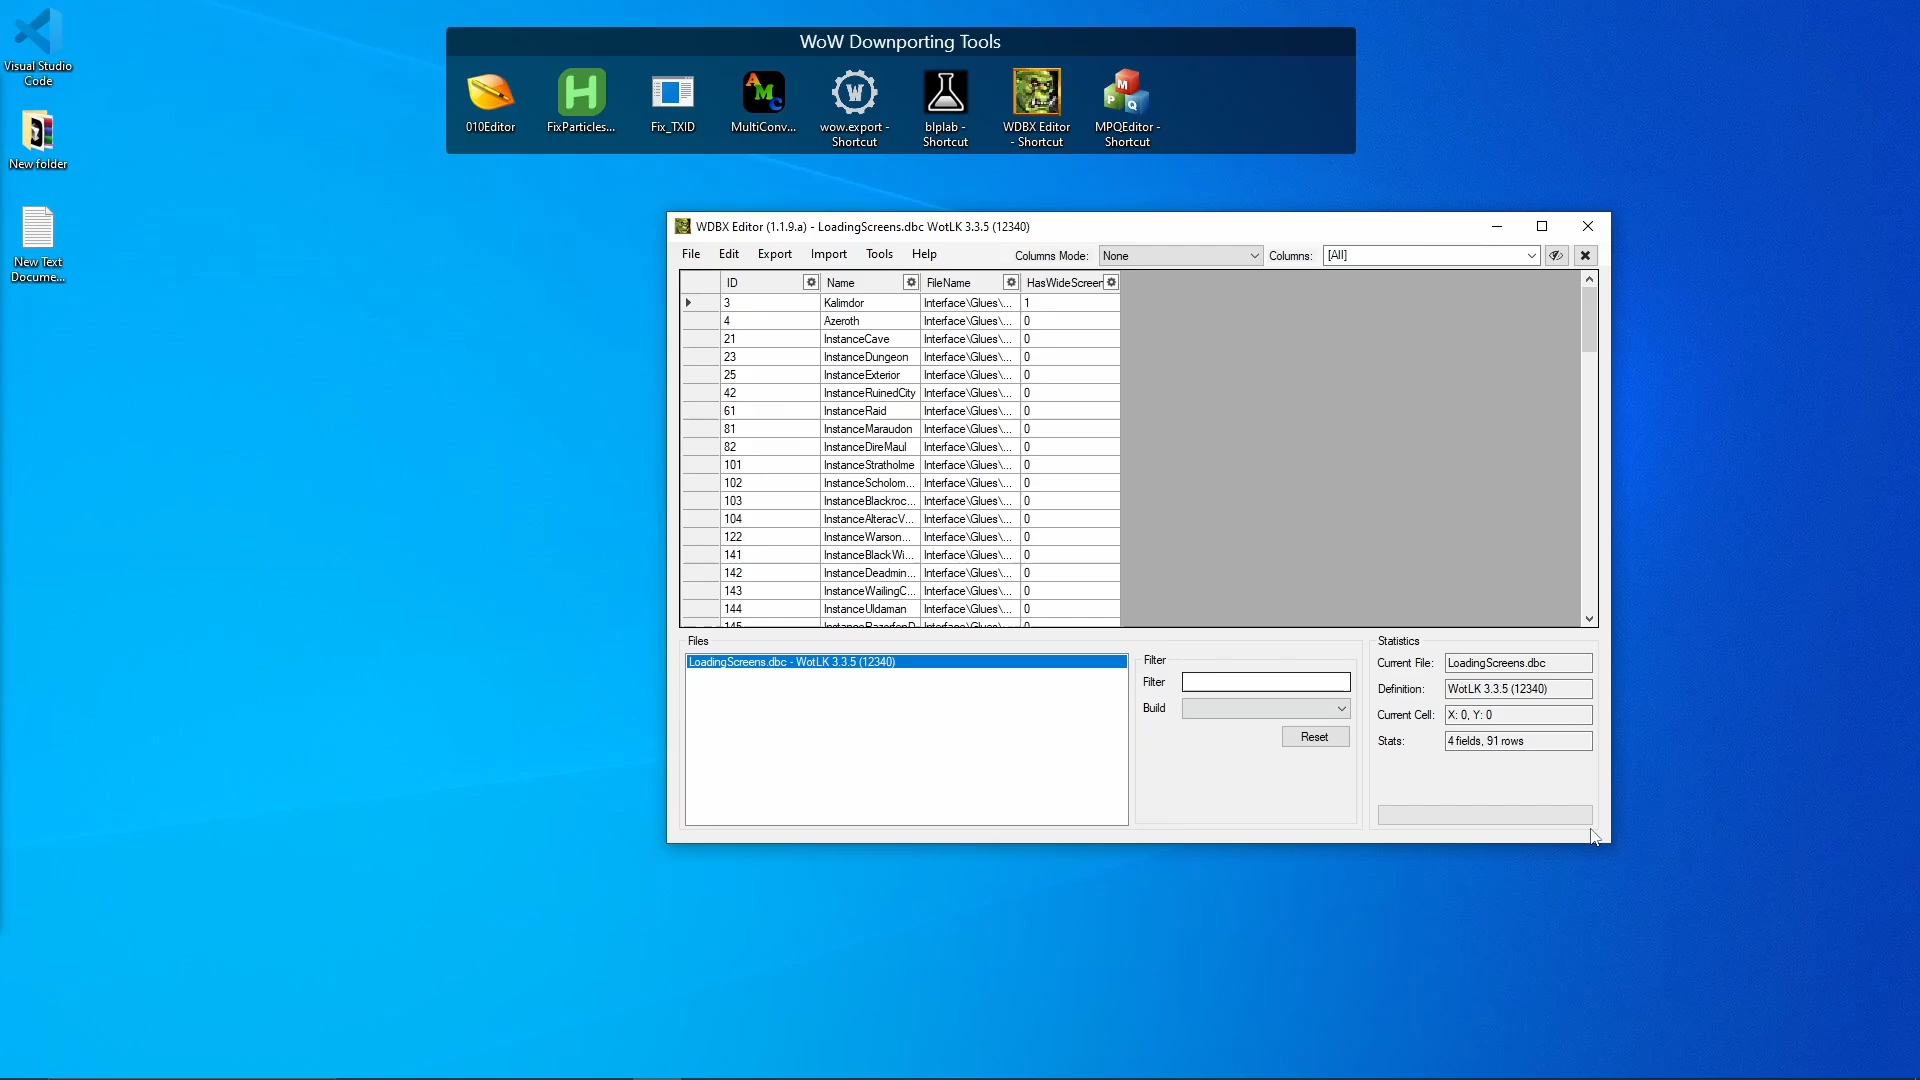 Visual Studio
Code
New folder
New Text
Docume...
WoW Downporting Tools
010Editor
FixParticles...
Fix_TXID
MultiConv...
wow.export -
Shortcut
blplab -
Shortcut
WDBX Editor
- Shortcut
MPQEditor -
Shortcut
WDBX Editor (1.1.9.a) - LoadingScreens.dbc WotLK 3.3.5 (12340)
File Edit Export Import Tools Help Columns Mode: None Columns: [All]
ID Name FileName HasWideScreen
3 Kalimdor Interface\Glues\... 1
4 Azeroth Interface\Glues\... 0
21 InstanceCave Interface\Glues\... 0
23 InstanceDungeon Interface\Glues\... 0
25 InstanceExterior Interface\Glues\... 0
42 InstanceRuinedCity Interface\Glues\... 0
61 InstanceRaid Interface\Glues\... 0
81 InstanceMaraudon Interface\Glues\... 0
82 InstanceDireMaul Interface\Glues\... 0
101 InstanceStratholme Interface\Glues\... 0
102 InstanceScholom... Interface\Glues\... 0
103 InstanceBlackroc... Interface\Glues\... 0
104 InstanceAlteracV... Interface\Glues\... 0
122 InstanceWarson... Interface\Glues\... 0
141 InstanceBlackWi... Interface\Glues\... 0
142 InstanceDeadmin... Interface\Glues\... 0
143 InstanceWailingC... Interface\Glues\... 0
144 InstanceUldaman Interface\Glues\... 0
145 InstanceRazorfenD... Interface\Glues\... 0
Files
LoadingScreens.dbc - WotLK 3.3.5 (12340)
Filter
Filter
Build
Reset
Statistics
Current File: LoadingScreens.dbc
Definition: WotLK 3.3.5 (12340)
Current Cell: X: 0, Y: 0
Stats: 4 fields, 91 rows